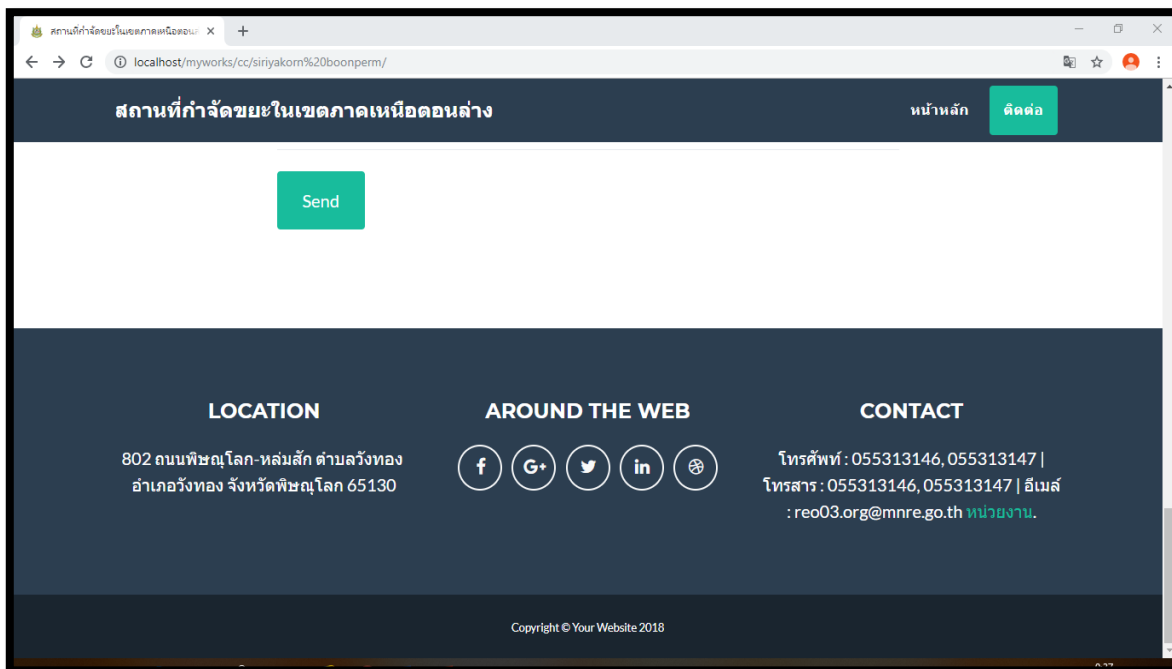 สถานที่กำจัดขยะในเขตภาคเหนือตอนล
localhost/myworks/cc/siriyakorn%20boonperm/
สถานที่กำจัดขยะในเขตภาคเหนือตอนล่าง
หน้าหลัก
ติดต่อ
Send
LOCATION
802 ถนนพิษณุโลก-หล่มสัก ตำบลวังทอง
อำเภอวังทอง จังหวัดพิษณุโลก 65130
AROUND THE WEB
f G+ in
CONTACT
โทรศัพท์ : 055313146, 055313147 |
โทรสาร : 055313146, 055313147 | อีเมล์
: reo03.org@mnre.go.th หน่วยงาน.
Copyright © Your Website 2018